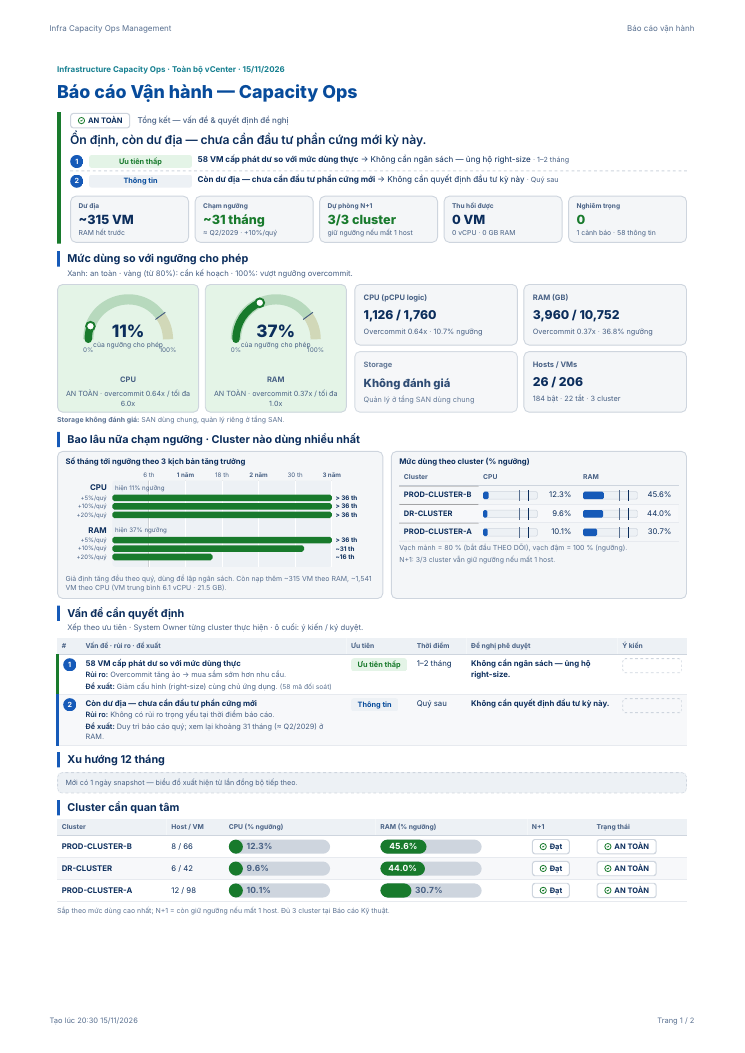 Infra Capacity Ops Management
Báo cáo vận hành
Infrastructure Capacity Ops · Toàn bộ vCenter · 15/11/2026
Báo cáo Vận hành — Capacity Ops
AN TOÀN Tổng kết — vấn đề & quyết định đề nghị
Ổn định, còn dư địa — chưa cần đầu tư phần cứng mới kỳ này.
1 Ưu tiên thấp 58 VM cấp phát dư so với mức dùng thực → Không cần ngân sách — ủng hộ right-size · 1–2 tháng
2 Thông tin Còn dư địa — chưa cần đầu tư phần cứng mới → Không cần quyết định đầu tư kỳ này · Quý sau
Dư địa
~315 VM
RAM hết trước
Chạm ngưỡng
~31 tháng
≈ Q2/2029 · +10%/quý
Dự phòng N+1
3/3 cluster
giữ ngưỡng nếu mất 1 host
Thu hồi được
0 VM
0 vCPU · 0 GB RAM
Nghiêm trọng
0
1 cảnh báo · 58 thông tin
Mức dùng so với ngưỡng cho phép
Xanh: an toàn · vàng (từ 80%): cần kế hoạch · 100%: vượt ngưỡng overcommit.
11%
của ngưỡng cho phép
0% 100%
CPU
AN TOÀN · overcommit 0.64x / tối đa
6.0x
37%
của ngưỡng cho phép
0% 100%
RAM
AN TOÀN · overcommit 0.37x / tối đa
1.0x
CPU (pCPU logic)
1,126 / 1,760
Overcommit 0.64x · 10.7% ngưỡng
RAM (GB)
3,960 / 10,752
Overcommit 0.37x · 36.8% ngưỡng
Storage
Không đánh giá
Quản lý ở tầng SAN dùng chung
Hosts / VMs
26 / 206
184 bật · 22 tắt · 3 cluster
Storage không đánh giá: SAN dùng chung, quản lý riêng ở tầng SAN.
Bao lâu nữa chạm ngưỡng · Cluster nào dùng nhiều nhất
Số tháng tới ngưỡng theo 3 kịch bản tăng trưởng
6 th 1 năm 18 th 2 năm 30 th 3 năm
CPU hiện 11% ngưỡng
+5%/quý > 36 th
+10%/quý > 36 th
+20%/quý > 36 th
RAM hiện 37% ngưỡng
+5%/quý > 36 th
+10%/quý ~31 th
+20%/quý ~16 th
Giả định tăng đều theo quý, dùng để lập ngân sách. Còn nạp thêm ~315 VM theo RAM, ~1,541
VM theo CPU (VM trung bình 6.1 vCPU · 21.5 GB).
Mức dùng theo cluster (% ngưỡng)
Cluster CPU RAM
PROD-CLUSTER-B 12.3% 45.6%
DR-CLUSTER 9.6% 44.0%
PROD-CLUSTER-A 10.1% 30.7%
Vạch mảnh = 80 % (bắt đầu THEO DÕI), vạch đậm = 100 % (ngưỡng).
N+1: 3/3 cluster vẫn giữ ngưỡng nếu mất 1 host.
Vấn đề cần quyết định
Xếp theo ưu tiên · System Owner từng cluster thực hiện · ô cuối: ý kiến / ký duyệt.
# Vấn đề · rủi ro · đề xuất Ưu tiên Thời điểm Đề nghị phê duyệt Ý kiến
1 58 VM cấp phát dư so với mức dùng thực Ưu tiên thấp 1–2 tháng Không cần ngân sách — ủng hộ
Rủi ro: Overcommit tăng ảo → mua sắm sớm hơn nhu cầu. right-size.
Đề xuất: Giảm cấu hình (right-size) cùng chủ ứng dụng. (58 mã đối soát)
2 Còn dư địa — chưa cần đầu tư phần cứng mới Thông tin Quý sau Không cần quyết định đầu tư kỳ này.
Rủi ro: Không có rủi ro trọng yếu tại thời điểm báo cáo.
Đề xuất: Duy trì báo cáo quý; xem lại khoảng 31 tháng (≈ Q2/2029) ở
RAM.
Xu hướng 12 tháng
Mới có 1 ngày snapshot — biểu đồ xuất hiện từ lần đồng bộ tiếp theo.
Cluster cần quan tâm
Cluster Host / VM CPU (% ngưỡng) RAM (% ngưỡng) N+1 Trạng thái
PROD-CLUSTER-B 8 / 66 12.3% 45.6% Đạt AN TOÀN
DR-CLUSTER 6 / 42 9.6% 44.0% Đạt AN TOÀN
PROD-CLUSTER-A 12 / 98 10.1% 30.7% Đạt AN TOÀN
Sắp theo mức dùng cao nhất; N+1 = còn giữ ngưỡng nếu mất 1 host. Đủ 3 cluster tại Báo cáo Kỹ thuật.
Tạo lúc 20:30 15/11/2026
Trang 1 / 2